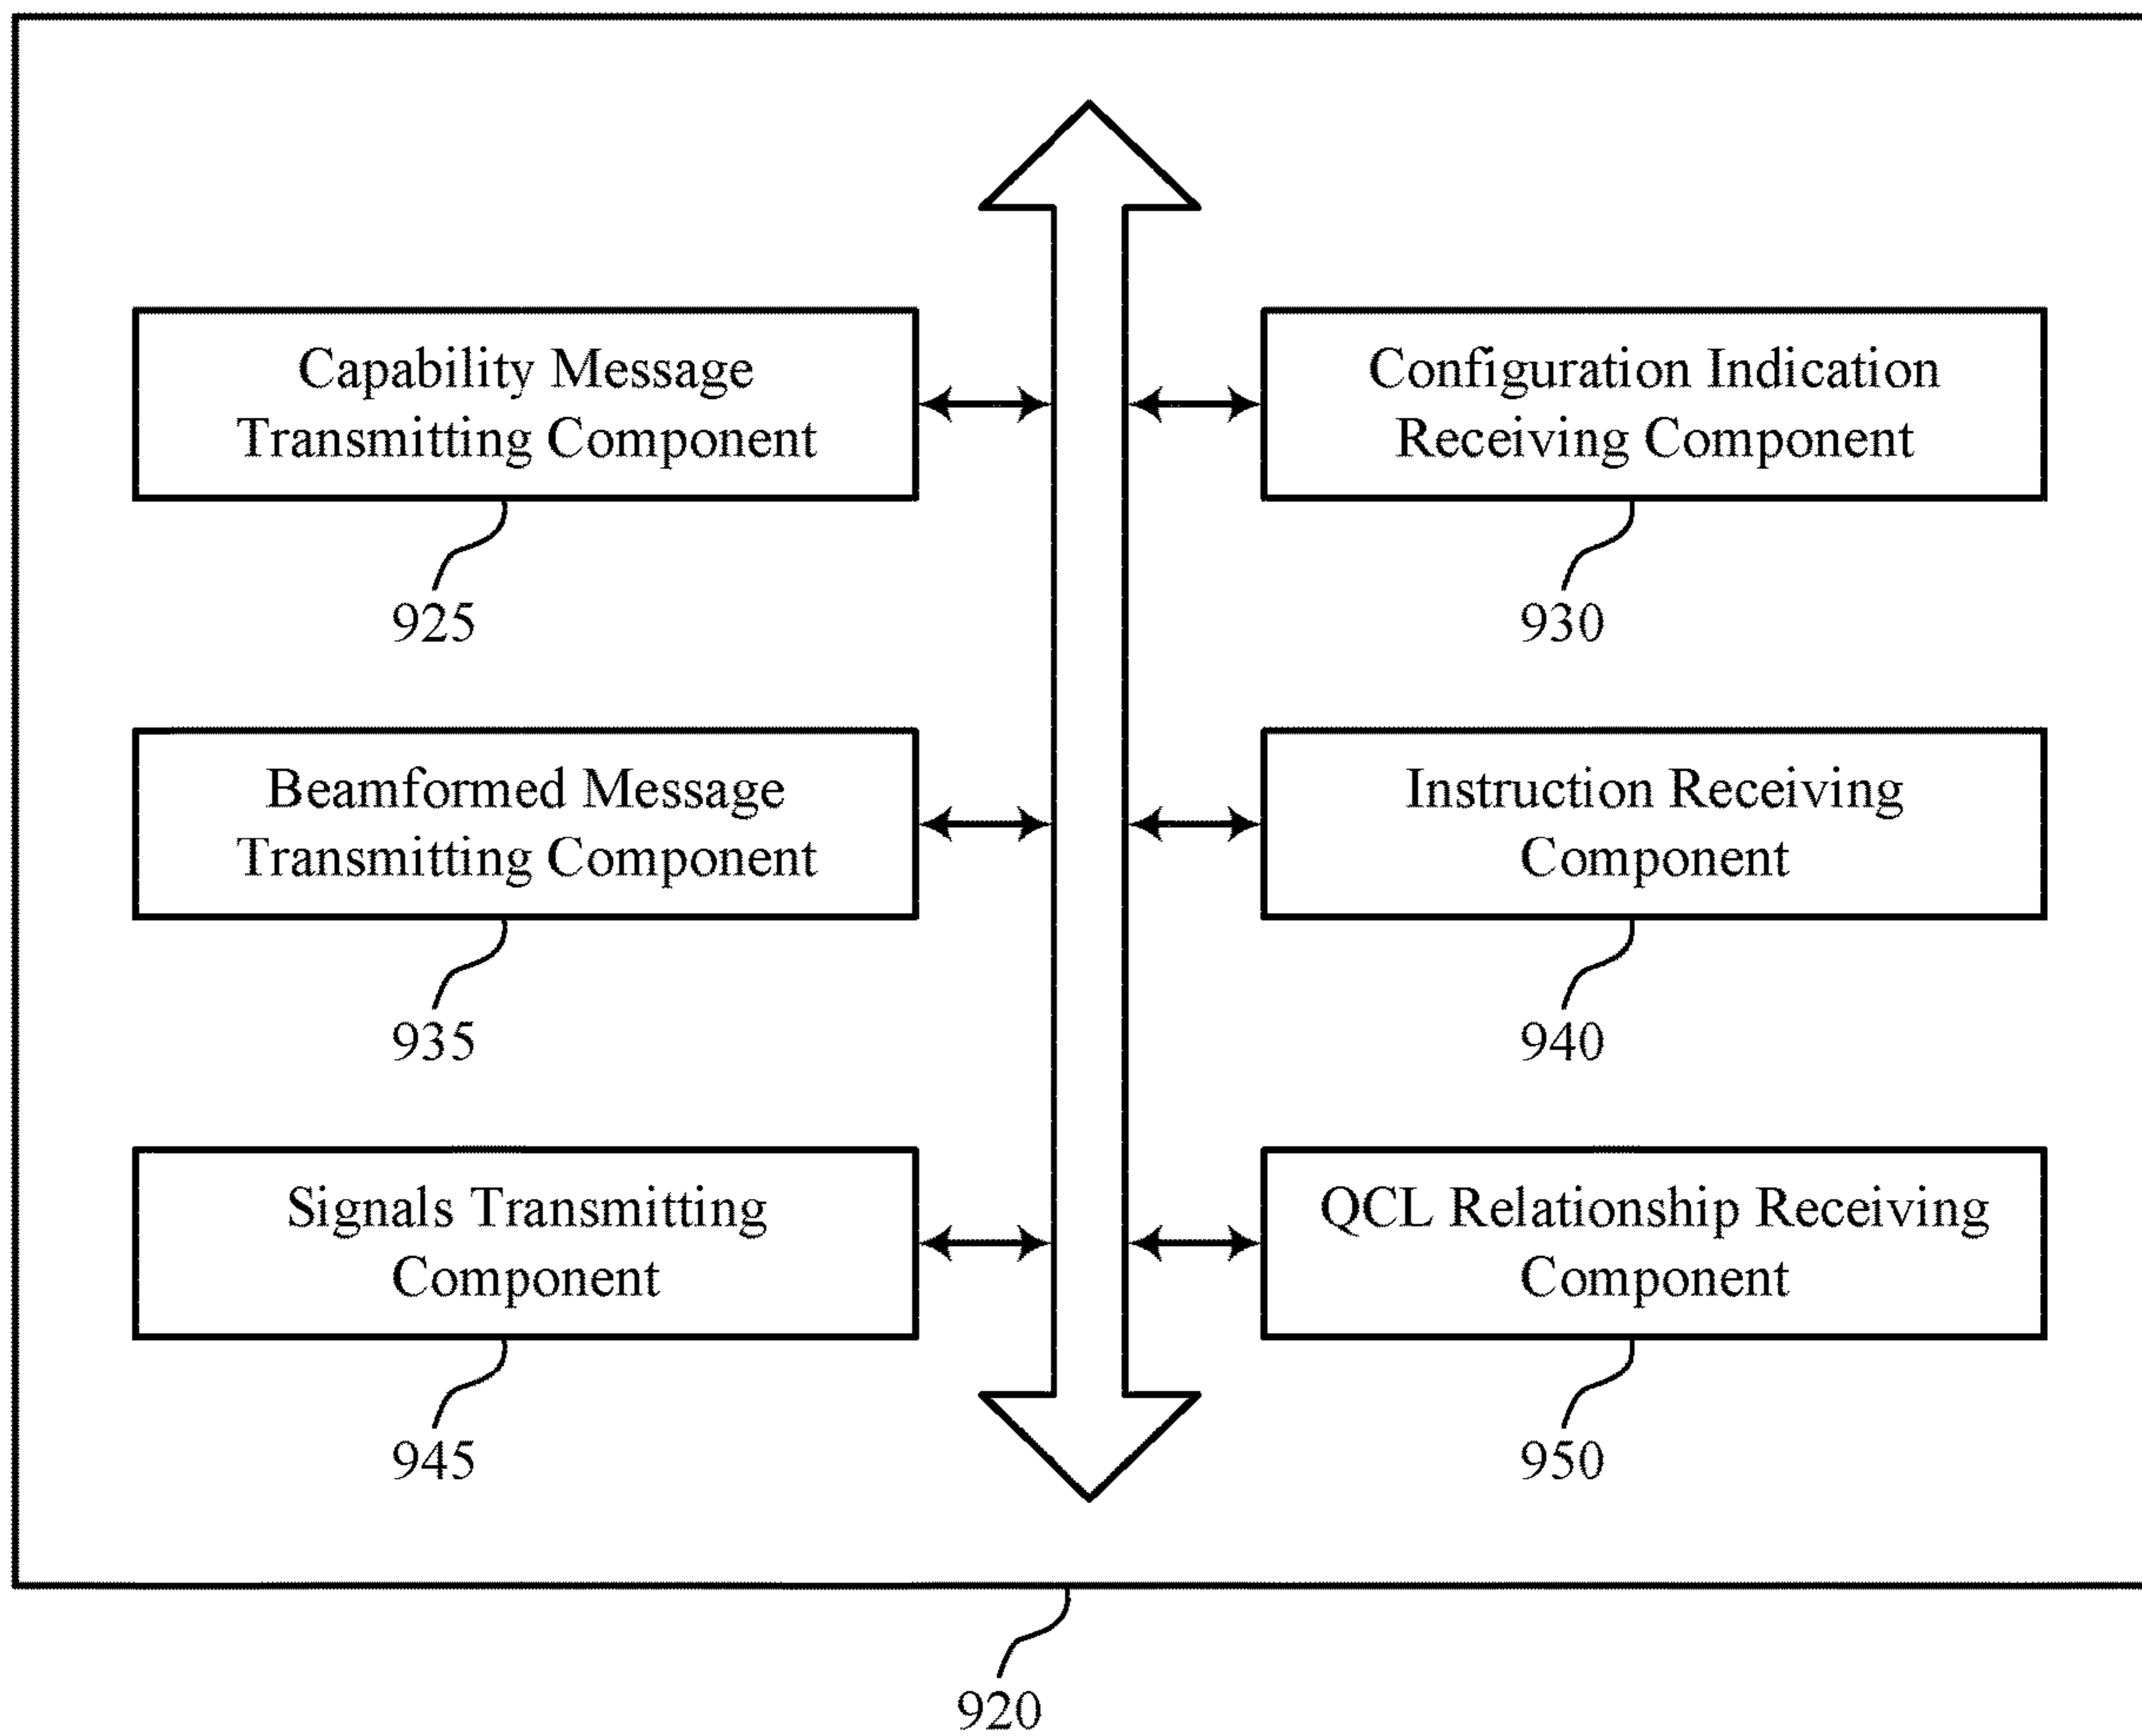 Capability Message
Transmitting Component
925
Configuration Indication
Receiving Component
930
Beamformed Message
Transmitting Component
935
Instruction Receiving
Component
940
Signals Transmitting
Component
945
QCL Relationship Receiving
Component
950
920